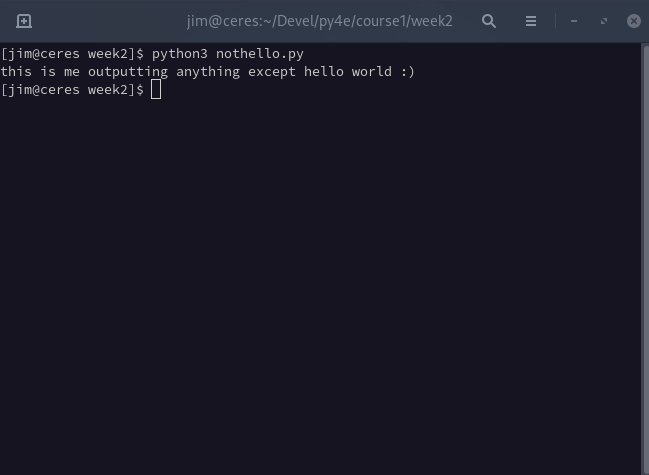 jim@ceres:~/Devel/py4e/course1/week2
[jim@ceres week2]$ python3 nothello.py
this is me outputting anything except hello world :)
[jim@ceres week2]$